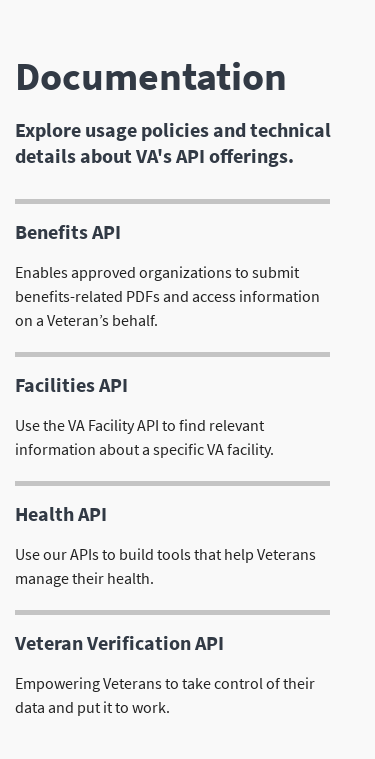 Documentation
Explore usage policies and technical
details about VA's API offerings.
Benefits API
Enables approved organizations to submit
benefits-related PDFs and access information
on a Veteran’s behalf.
Facilities API
Use the VA Facility API to find relevant
information about a specific VA facility.
Health API
Use our APIs to build tools that help Veterans
manage their health.
Veteran Verification API
Empowering Veterans to take control of their
data and put it to work.